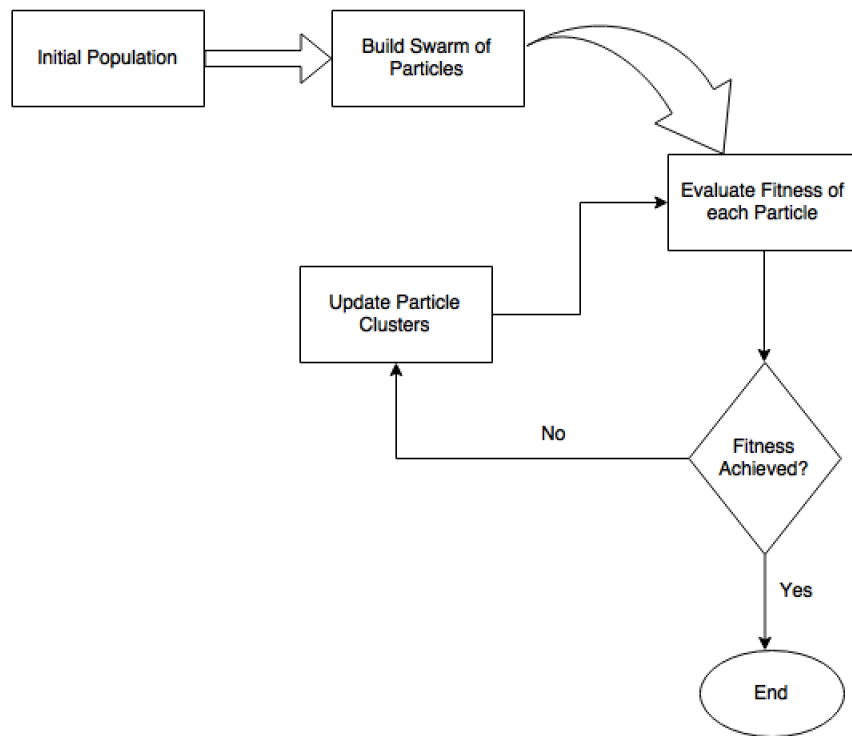 Initial Population
Build Swarm of
Particles
Evaluate Fitness of
each Particle
Update Particle
Clusters
No
Fitness
Achieved?
Yes
End